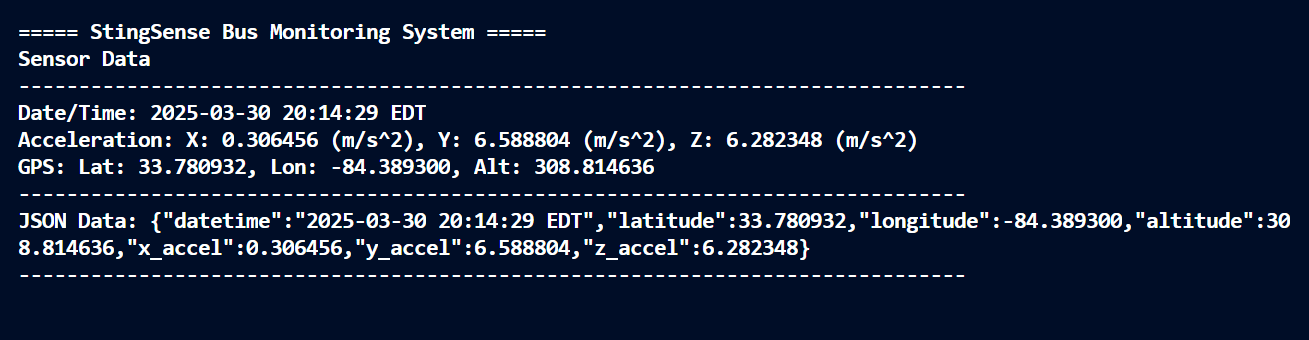 ===== StingSense Bus Monitoring System =====
Sensor Data
-------------------------------------------------------------------------------
Date/Time: 2025-03-30 20:14:29 EDT
Acceleration: X: 0.306456 (m/s^2), Y: 6.588804 (m/s^2), Z: 6.282348 (m/s^2)
GPS: Lat: 33.780932, Lon: -84.389300, Alt: 308.814636
-------------------------------------------------------------------------------
JSON Data: {"datetime":"2025-03-30 20:14:29 EDT","latitude":33.780932,"longitude":-84.389300,"altitude":30
8.814636,"x_accel":0.306456,"y_accel":6.588804,"z_accel":6.282348}
-------------------------------------------------------------------------------